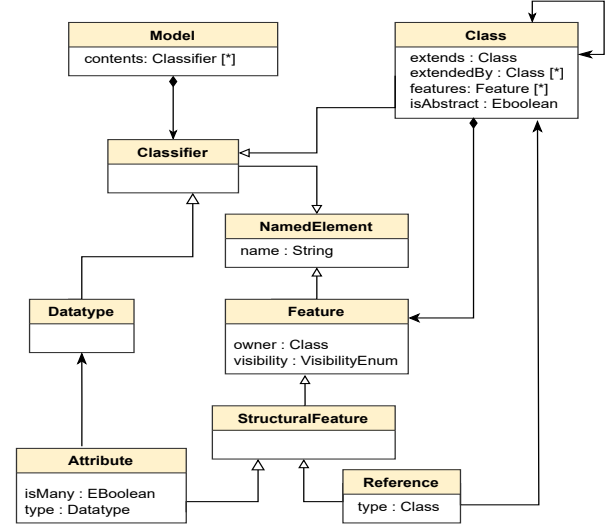 Model
contents: Classifier [*]
Class
extends : Class
extendedBy : Class [*]
features: Feature [*]
isAbstract : Eboolean
Classifier
NamedElement
name : String
Datatype
Feature
owner : Class
visibility : VisibilityEnum
StructuralFeature
Attribute
isMany : EBoolean
type : Datatype
Reference
type : Class